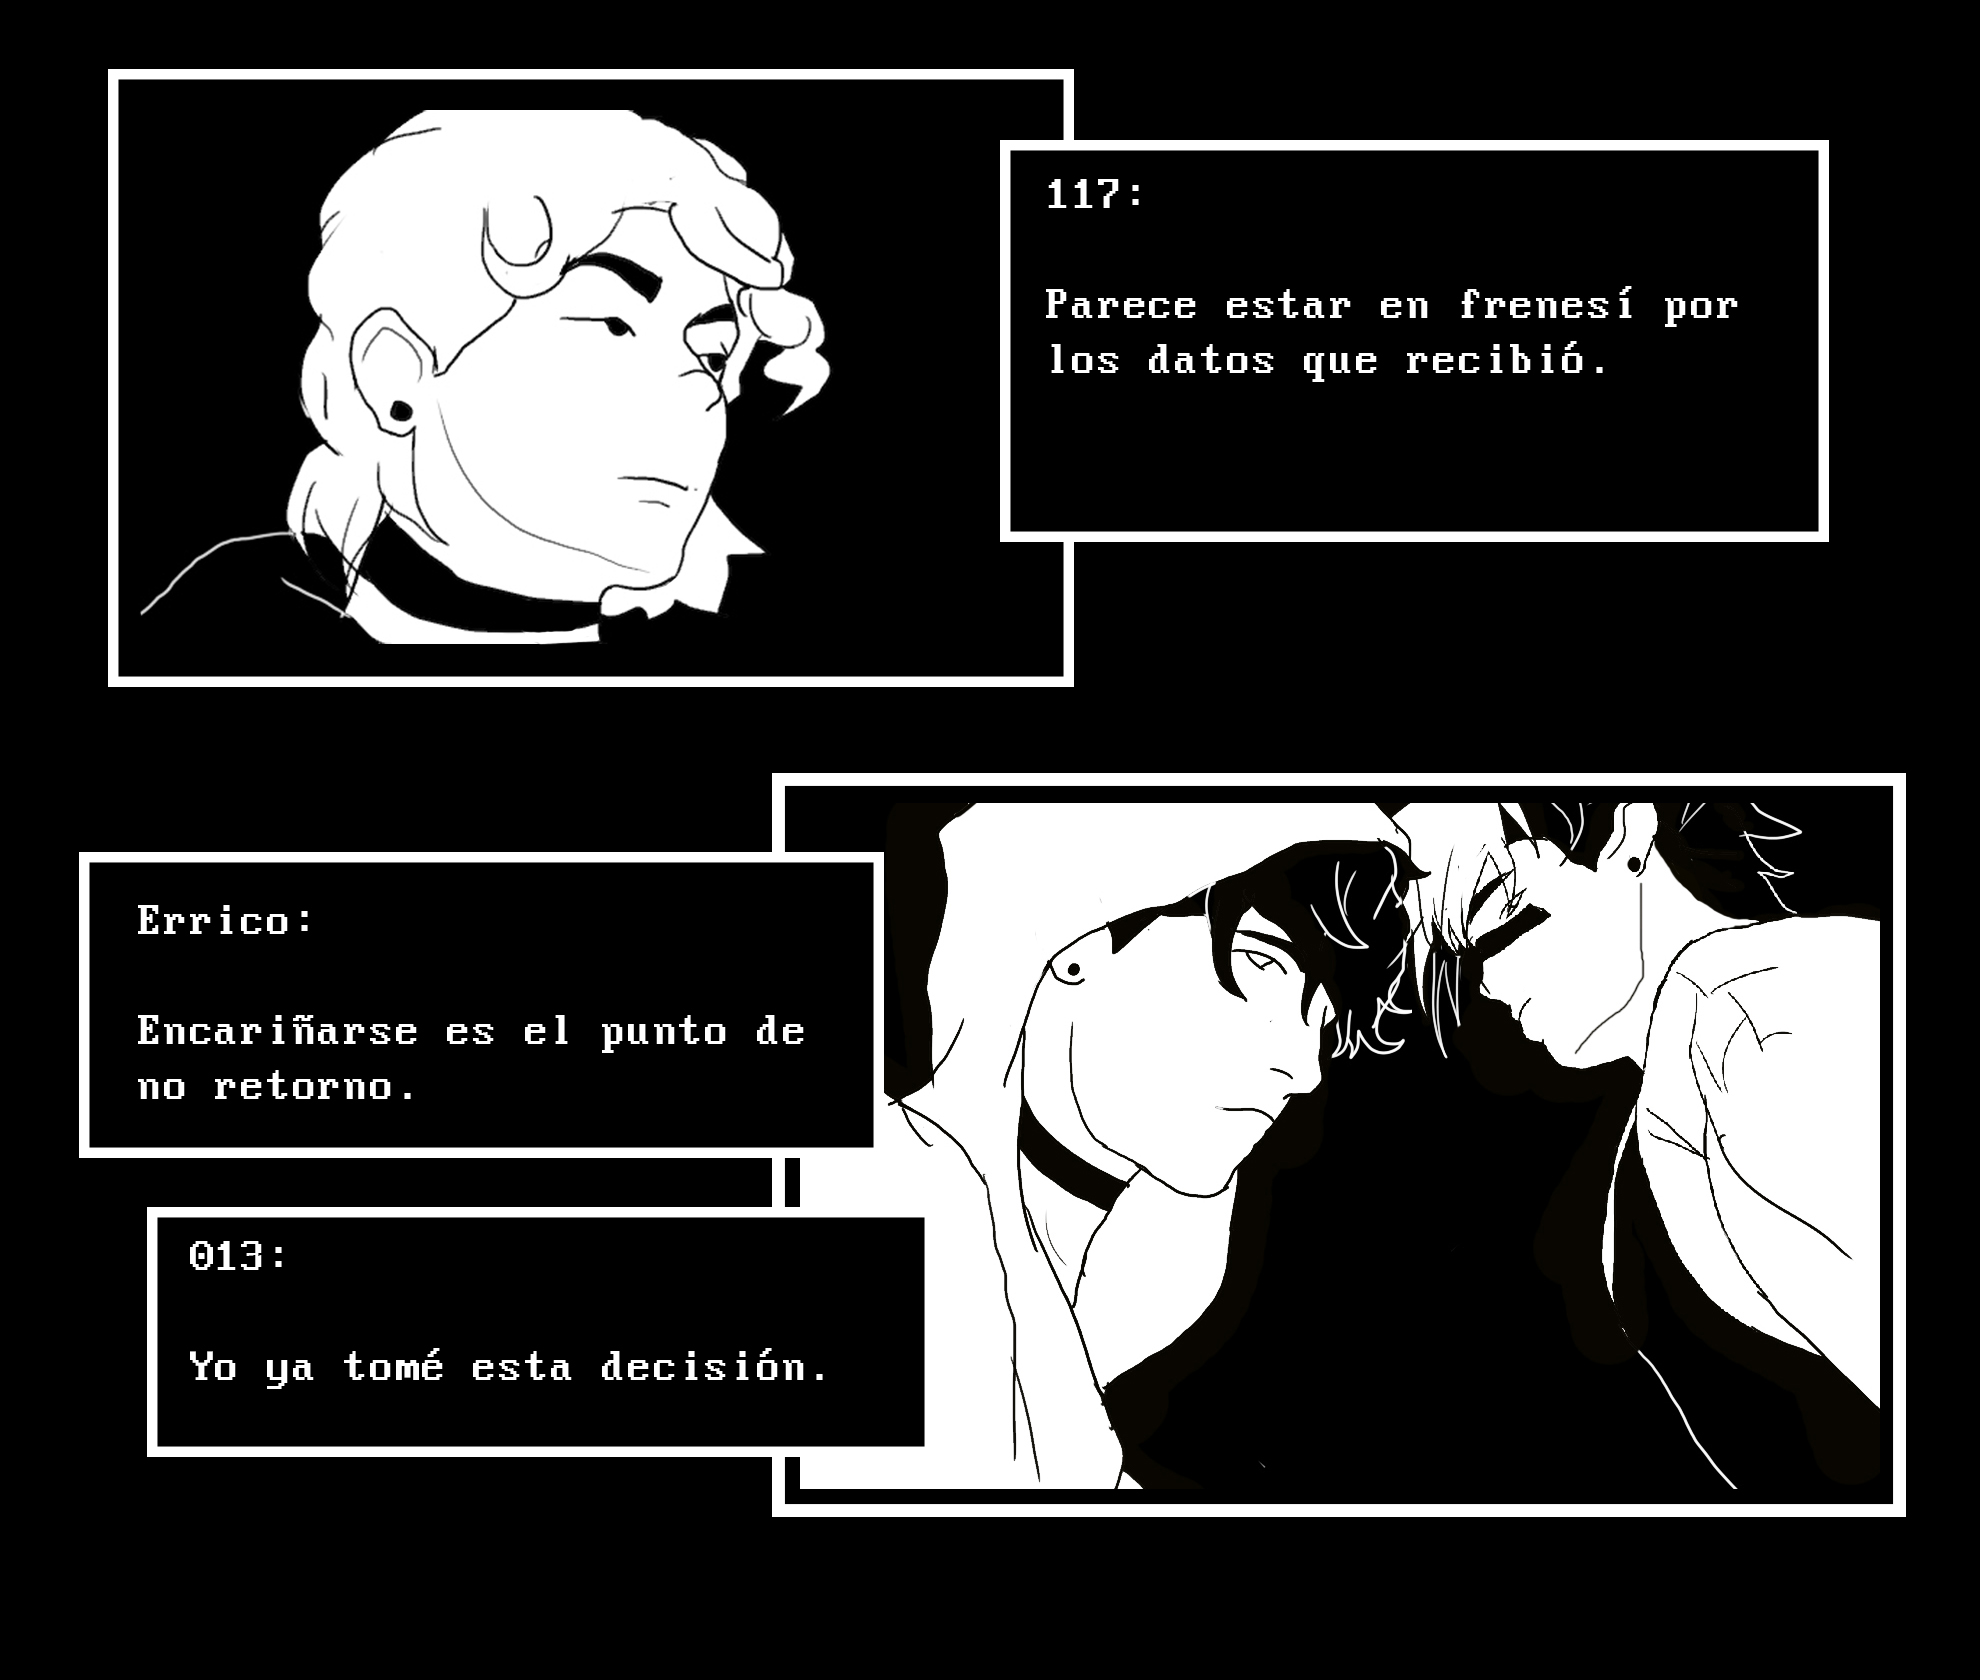 117:
Parece estar en frenesí por
los datos que recibió.
Errico:
Encariñarse es el punto de
no retorno.
013:
Yo ya tomé esta decisión.